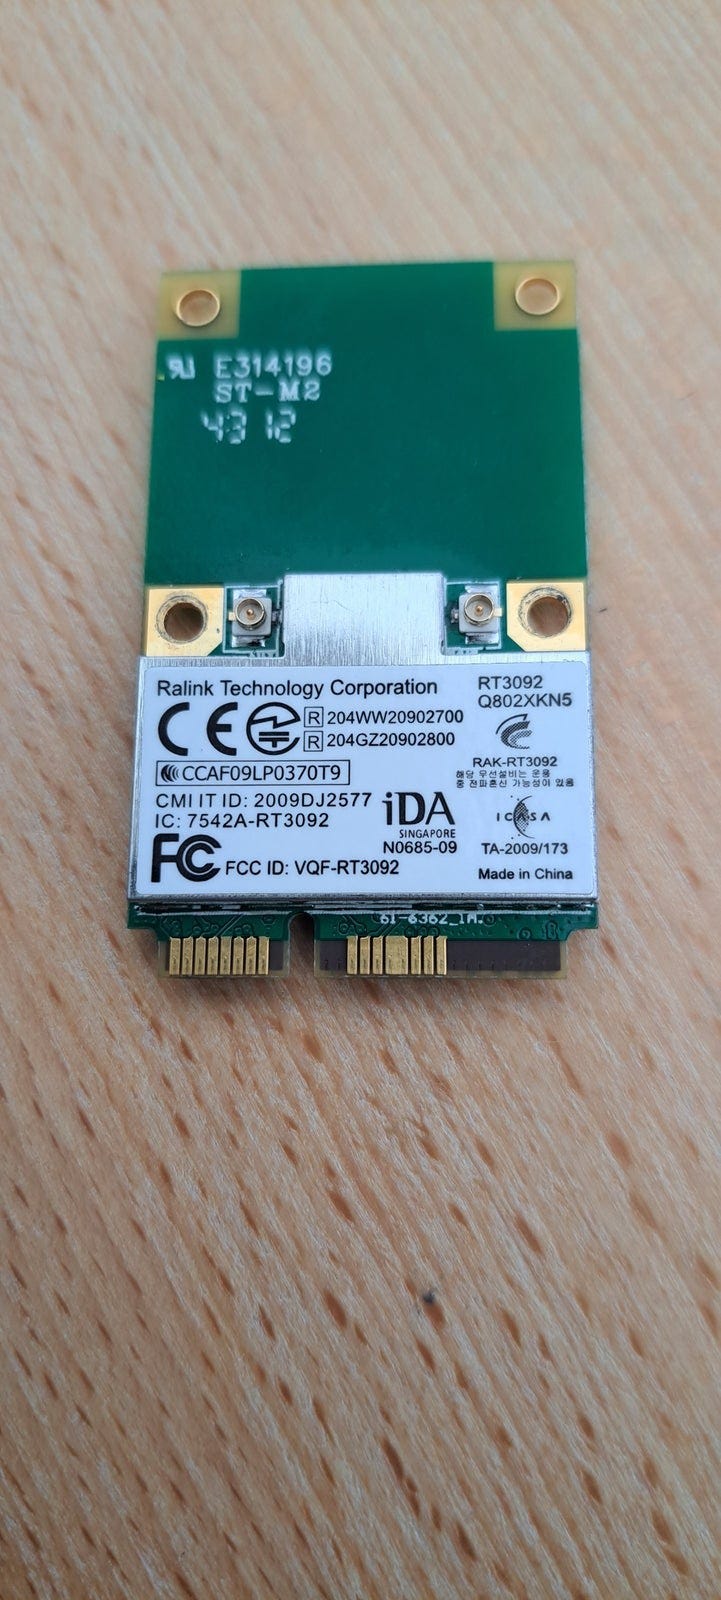 E314196
ST-M2
43 12
Ralink Technology Corporation
RT3092
Q802XKN5
CE
R 204WW20902700
R 204GZ20902800
CCAF09LP0370T9
RAK-RT3092
해당 무선설비는 운용
중 전파혼신 가능성이 있음
CMI IT ID: 2009DJ2577
IC: 7542A-RT3092
iDA
SINGAPORE
N0685-09
ICASA
TA-2009/173
FC FCC ID: VQF-RT3092
Made in China